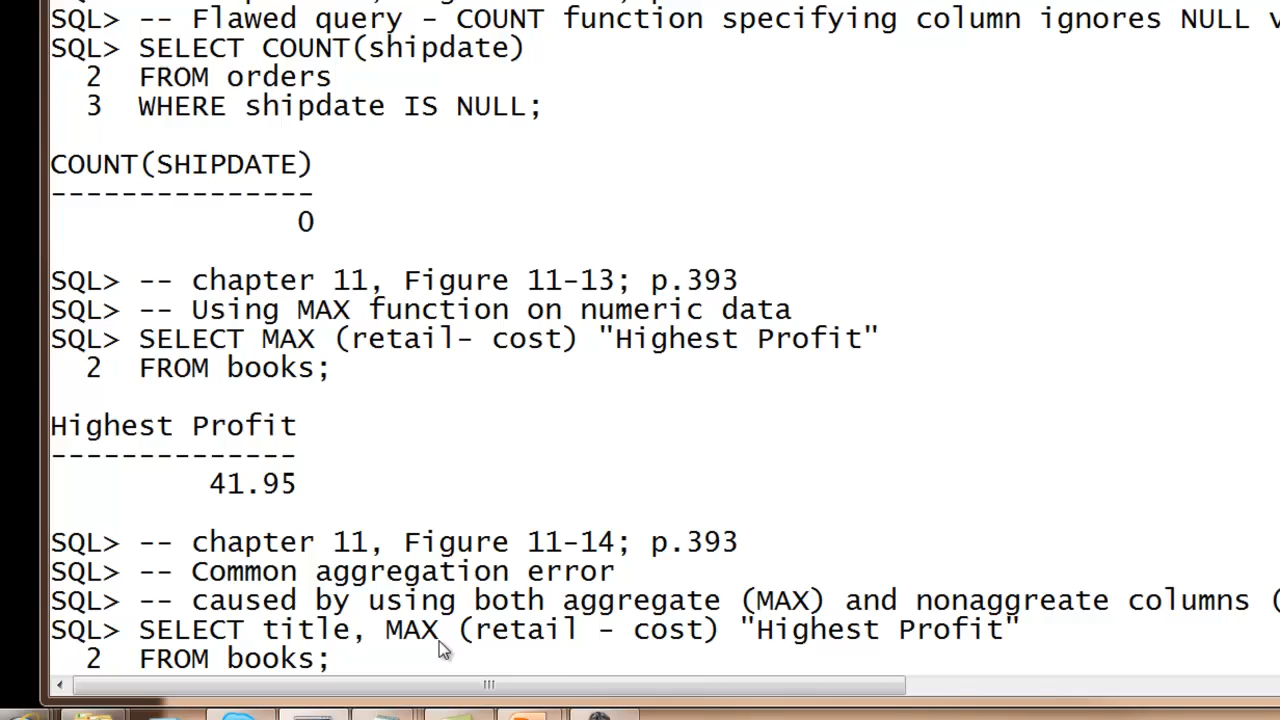 SQL> -- Flawed query - COUNT function specifying column ignores NULL
SQL> SELECT COUNT(shipdate)
2 FROM orders
3 WHERE shipdate IS NULL;
COUNT(SHIPDATE)
---------------
0
SQL> -- chapter 11, Figure 11-13; p.393
SQL> -- Using MAX function on numeric data
SQL> SELECT MAX (retail- cost) "Highest Profit"
2 FROM books;
Highest Profit
--------------
41.95
SQL> -- chapter 11, Figure 11-14; p.393
SQL> -- Common aggregation error
SQL> -- caused by using both aggregate (MAX) and nonaggreate columns (
SQL> SELECT title, MAX (retail - cost) "Highest Profit"
2 FROM books;